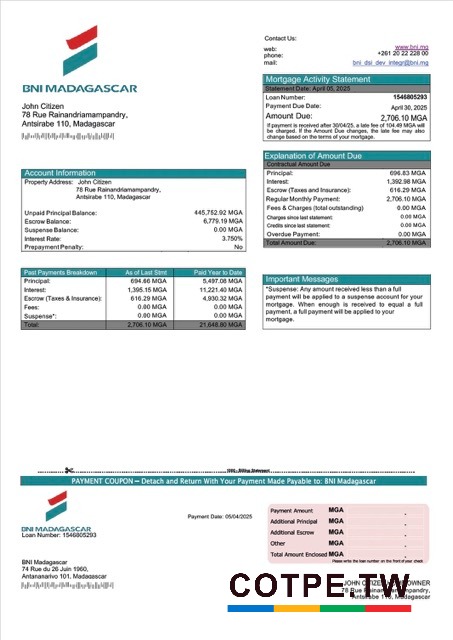 BNI MADAGASCAR
John Citizen
78 Rue Rainandriamampandry,
Antsirabe 110, Madagascar
Contact Us:
web: www.bni.mg
phone: +261 20 22 228 00
mail: bni_dsi_dev_integr@bni.mg
Mortgage Activity Statement
Statement Date: April 05, 2025
Loan Number: 1546805293
Payment Due Date: April 30, 2025
Amount Due: 2,706.10 MGA
If payment is received after 30/04/25, a late fee of 104.49 MGA will
be charged. If the Amount Due changes, the late fee may also
change based on the terms of your mortgage.
Account Information
Property Address: John Citizen
78 Rue Rainandriamampandry,
Antsirabe 110, Madagascar
Unpaid Principal Balance: 445,752.92 MGA
Escrow Balance: 6,779.19 MGA
Suspense Balance: 0.00 MGA
Interest Rate: 3.750%
Prepayment Penalty: No
Explanation of Amount Due
Contractual Amount Due
Principal: 696.83 MGA
Interest: 1,392.98 MGA
Escrow (Taxes and Insurance): 616.29 MGA
Regular Monthly Payment: 2,706.10 MGA
Fees & Charges (total outstanding) 0.00 MGA
Charges since last statement: 0.00 MGA
Credits since last statement: 0.00 MGA
Overdue Payment: 0.00 MGA
Total Amount Due: 2,706.10 MGA
Past Payments Breakdown As of Last Stmt Paid Year to Date
Principal: 694.66 MGA 5,497.08 MGA
Interest: 1,395.15 MGA 11,221.40 MGA
Escrow (Taxes & Insurance): 616.29 MGA 4,930.32 MGA
Fees: 0.00 MGA 0.00 MGA
Suspense*: 0.00 MGA 0.00 MGA
Total: 2,706.10 MGA 21,648.80 MGA
Important Messages
*Suspense: Any amount received less than a full
payment will be applied to a suspense account for your
mortgage. When enough is received to equal a full
payment, a full payment will be applied to your
mortgage.
PAYMENT COUPON – Detach and Return With Your Payment Made Payable to: BNI Madagascar
BNI MADAGASCAR
Loan Number: 1546805293
Payment Date: 05/04/2025
Payment Amount MGA .
Additional Principal MGA .
Additional Escrow MGA .
Other MGA .
Total Amount Enclosed MGA .
Please write the loan number on the front of your check.
BNI Madagascar
74 Rue du 26 Juin 1960,
Antananarivo 101, Madagascar
COTPE.TW